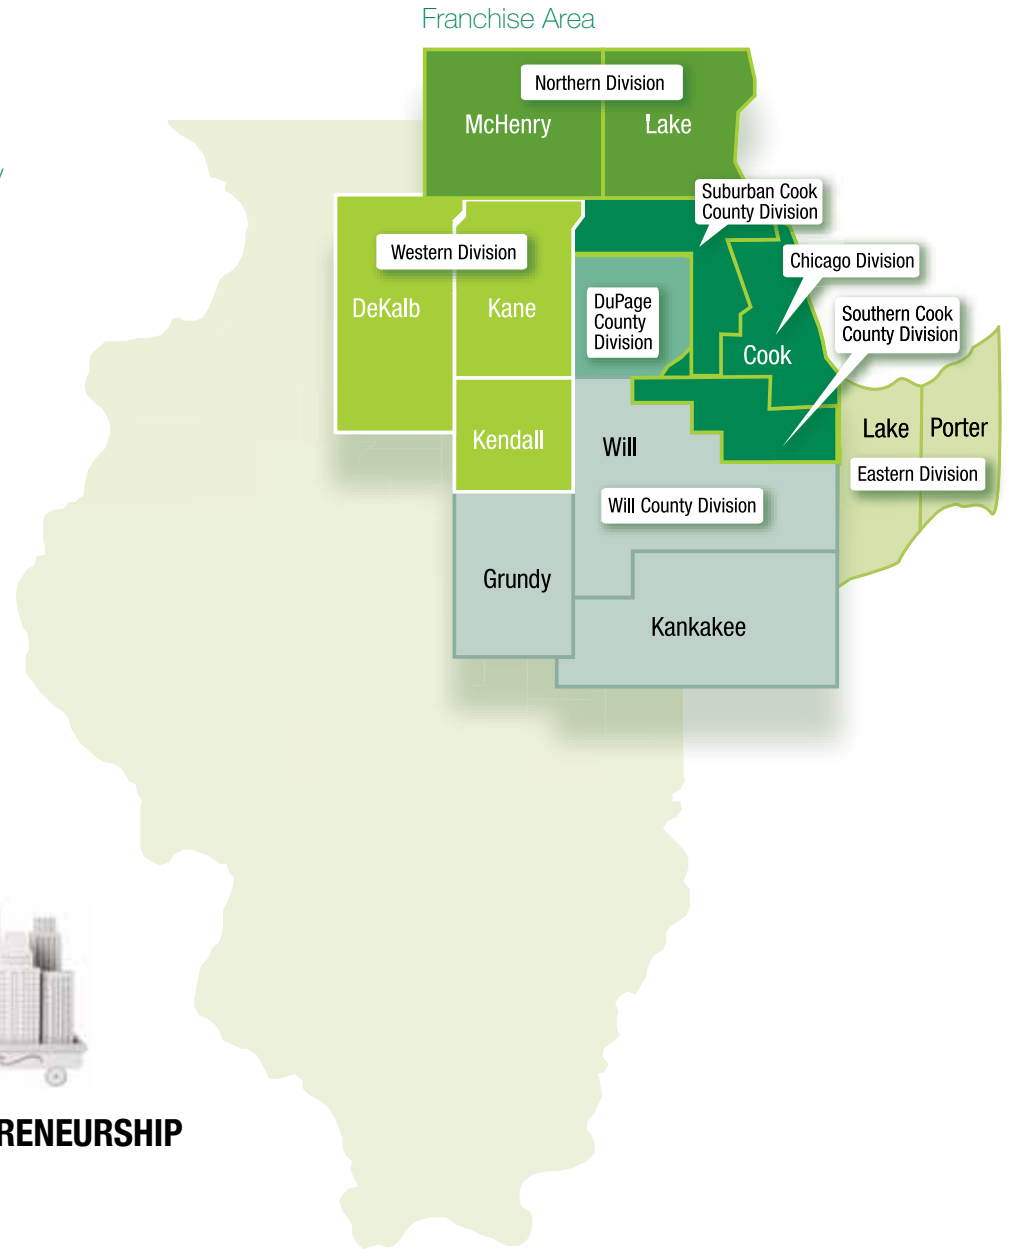 Franchise Area
Northern Division
McHenry
Lake
Suburban Cook
County Division
Western Division
Chicago Division
DeKalb
Kane
DuPage
County
Division
Southern Cook
County Division
Cook
Kendall
Will
Lake
Porter
Eastern Division
Will County Division
Grundy
Kankakee
RENEURSHIP